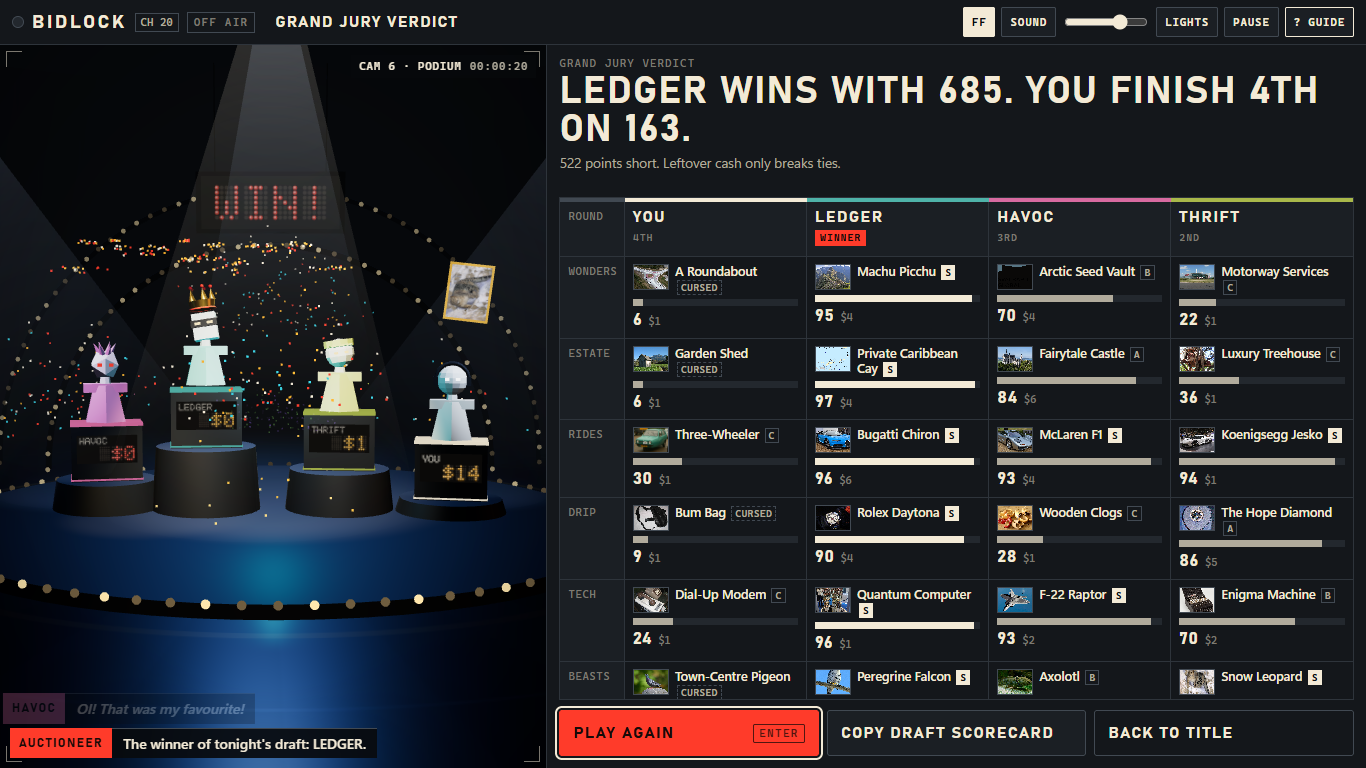 BIDLOCK CH 20 OFF AIR GRAND JURY VERDICT FF SOUND LIGHTS PAUSE ? GUIDE
CAM 6 · PODIUM 00:00:20
WIN!
LEDGER
$0
HAVOC
$0
THRIFT
$1
YOU
$14
HAVOC OI! That was my favourite!
AUCTIONEER The winner of tonight's draft: LEDGER.
GRAND JURY VERDICT
LEDGER WINS WITH 685. YOU FINISH 4TH
ON 163.
522 points short. Leftover cash only breaks ties.
ROUND YOU LEDGER HAVOC THRIFT
4TH WINNER 3RD 2ND
WONDERS A Roundabout Machu Picchu S Arctic Seed Vault B Motorway Services
CURSED C
6 $1 95 $4 70 $4 22 $1
ESTATE Garden Shed Private Caribbean Fairytale Castle A Luxury Treehouse C
CURSED Cay S
6 $1 97 $4 84 $6 36 $1
RIDES Three-Wheeler C Bugatti Chiron S McLaren F1 S Koenigsegg Jesko S
30 $1 96 $6 93 $4 94 $1
DRIP Bum Bag CURSED Rolex Daytona S Wooden Clogs C The Hope Diamond
A
9 $1 90 $4 28 $1 86 $5
TECH Dial-Up Modem C Quantum Computer F-22 Raptor S Enigma Machine B
S
24 $1 96 $1 93 $2 70 $2
BEASTS Town-Centre Pigeon Peregrine Falcon S Axolotl B Snow Leopard S
CURSED
PLAY AGAIN ENTER COPY DRAFT SCORECARD BACK TO TITLE